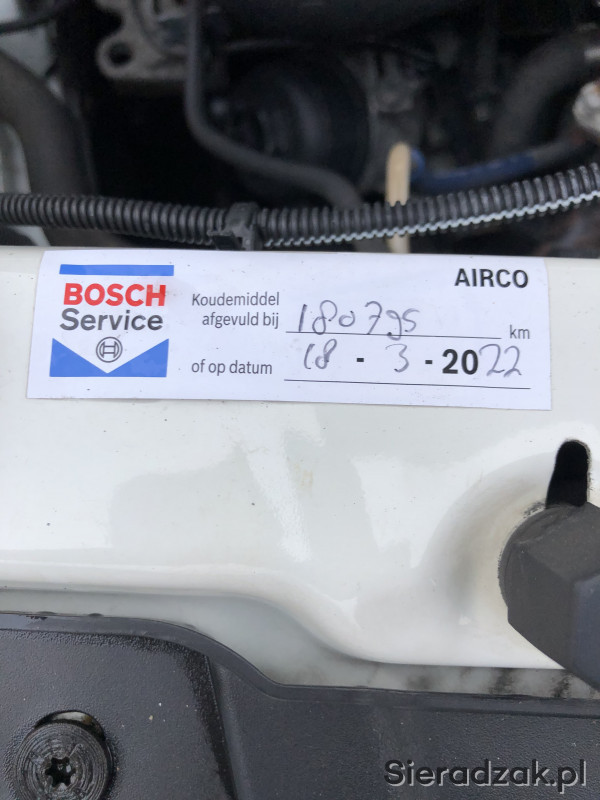 AIRCO
BOSCH
Service
Koudemiddel
afgevuld bij 180795 km
of op datum 18 - 3 - 2022
Sieradzak.pl